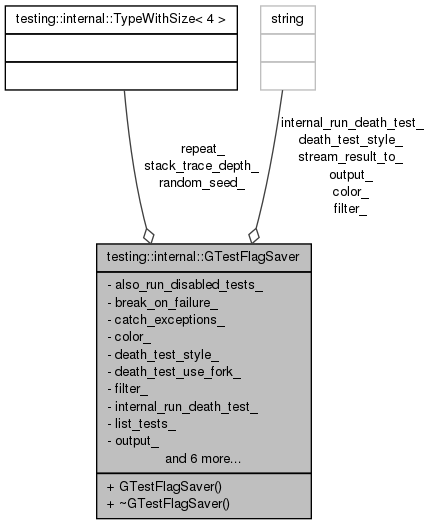 testing::internal::TypeWithSize< 4 >
string
repeat_
stack_trace_depth_
random_seed_
internal_run_death_test_
death_test_style_
stream_result_to_
output_
color_
filter_
testing::internal::GTestFlagSaver
- also_run_disabled_tests_
- break_on_failure_
- catch_exceptions_
- color_
- death_test_style_
- death_test_use_fork_
- filter_
- internal_run_death_test_
- list_tests_
- output_
and 6 more...
+ GTestFlagSaver()
+ ~GTestFlagSaver()